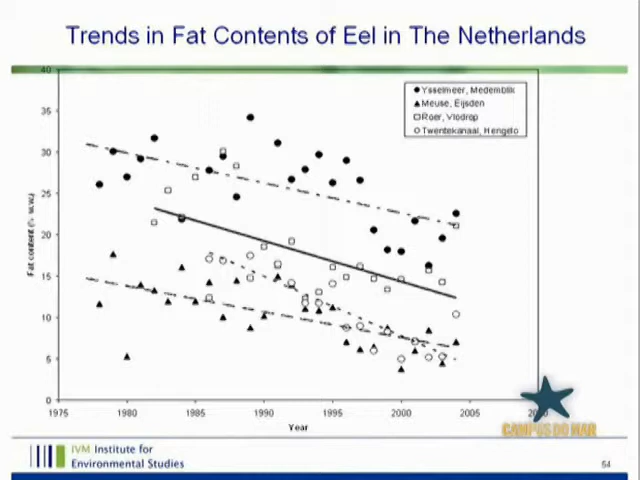 Trends in Fat Contents of Eel in The Netherlands
40
35
30
25
20
15
10
5
0
Fat content (% w.w.)
Ysselmeer, Medemblik
Meuse, Eijsden
Roer, Vlodrop
Twentekanaal, Hengelo
1975 1980 1985 1990 1995 2000 2005
Year
CAMPUS DO MAR
IVM Institute for
Environmental Studies
54